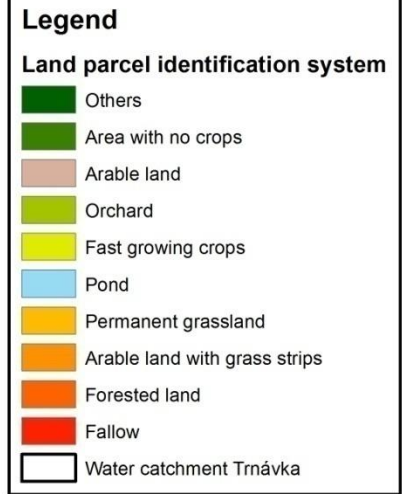 Legend
Land parcel identification system
Others
Area with no crops
Arable land
Orchard
Fast growing crops
Pond
Permanent grassland
Arable land with grass strips
Forested land
Fallow
Water catchment Trnávka